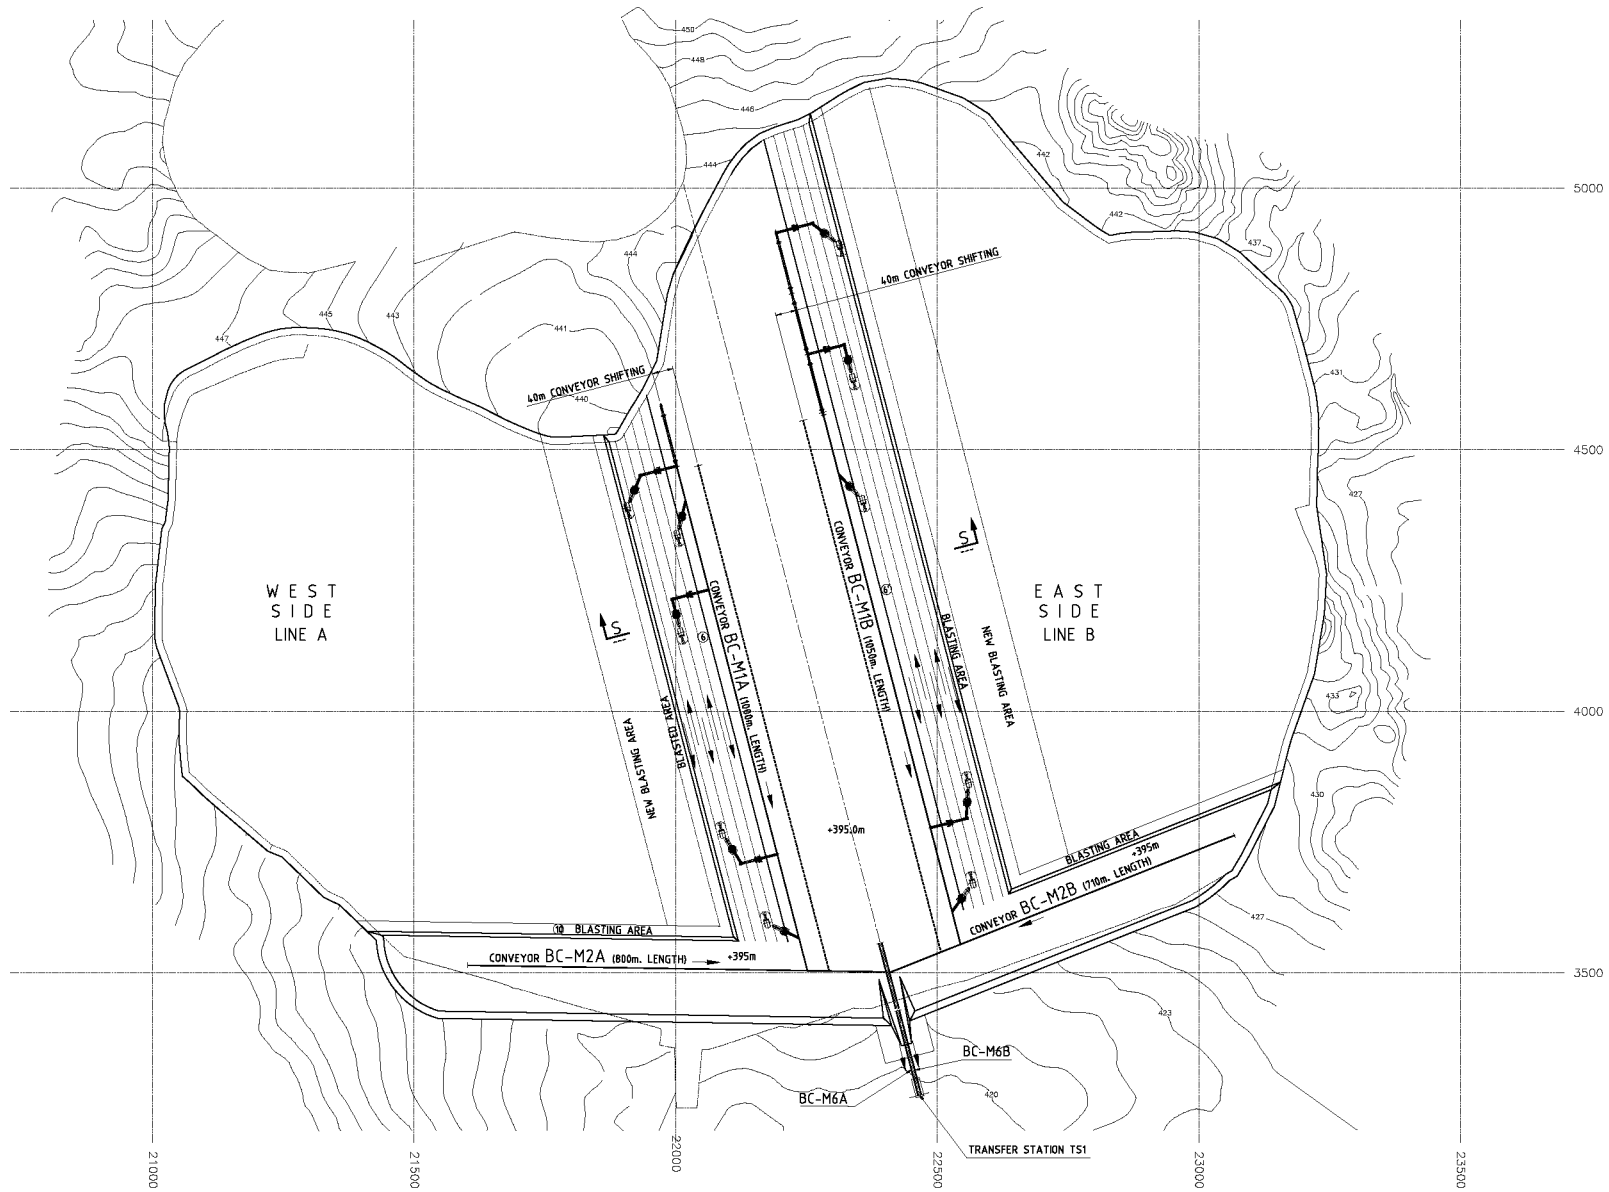 450
448
446
444
442
5000
442
437
444
40m CONVEYOR SHIFTING
445
443
447
441
431
40m CONVEYOR SHIFTING
440
4500
427
S
S
WEST
SIDE
LINE A
EAST
SIDE
LINE B
CONVEYOR BC-M1A (1000m. LENGTH)
CONVEYOR BC-M1B (1050m. LENGTH)
6
6'
BLASTING AREA
NEW BLASTING AREA
BLASTED AREA
NEW BLASTING AREA
433
4000
430
+395.0m
BLASTING AREA
+395m
CONVEYOR BC-M2B (710m. LENGTH)
427
10 BLASTING AREA
CONVEYOR BC-M2A (800m. LENGTH)
+395m
3500
423
BC-M6B
BC-M6A
420
TRANSFER STATION TS1
21000
21500
22000
22500
23000
23500